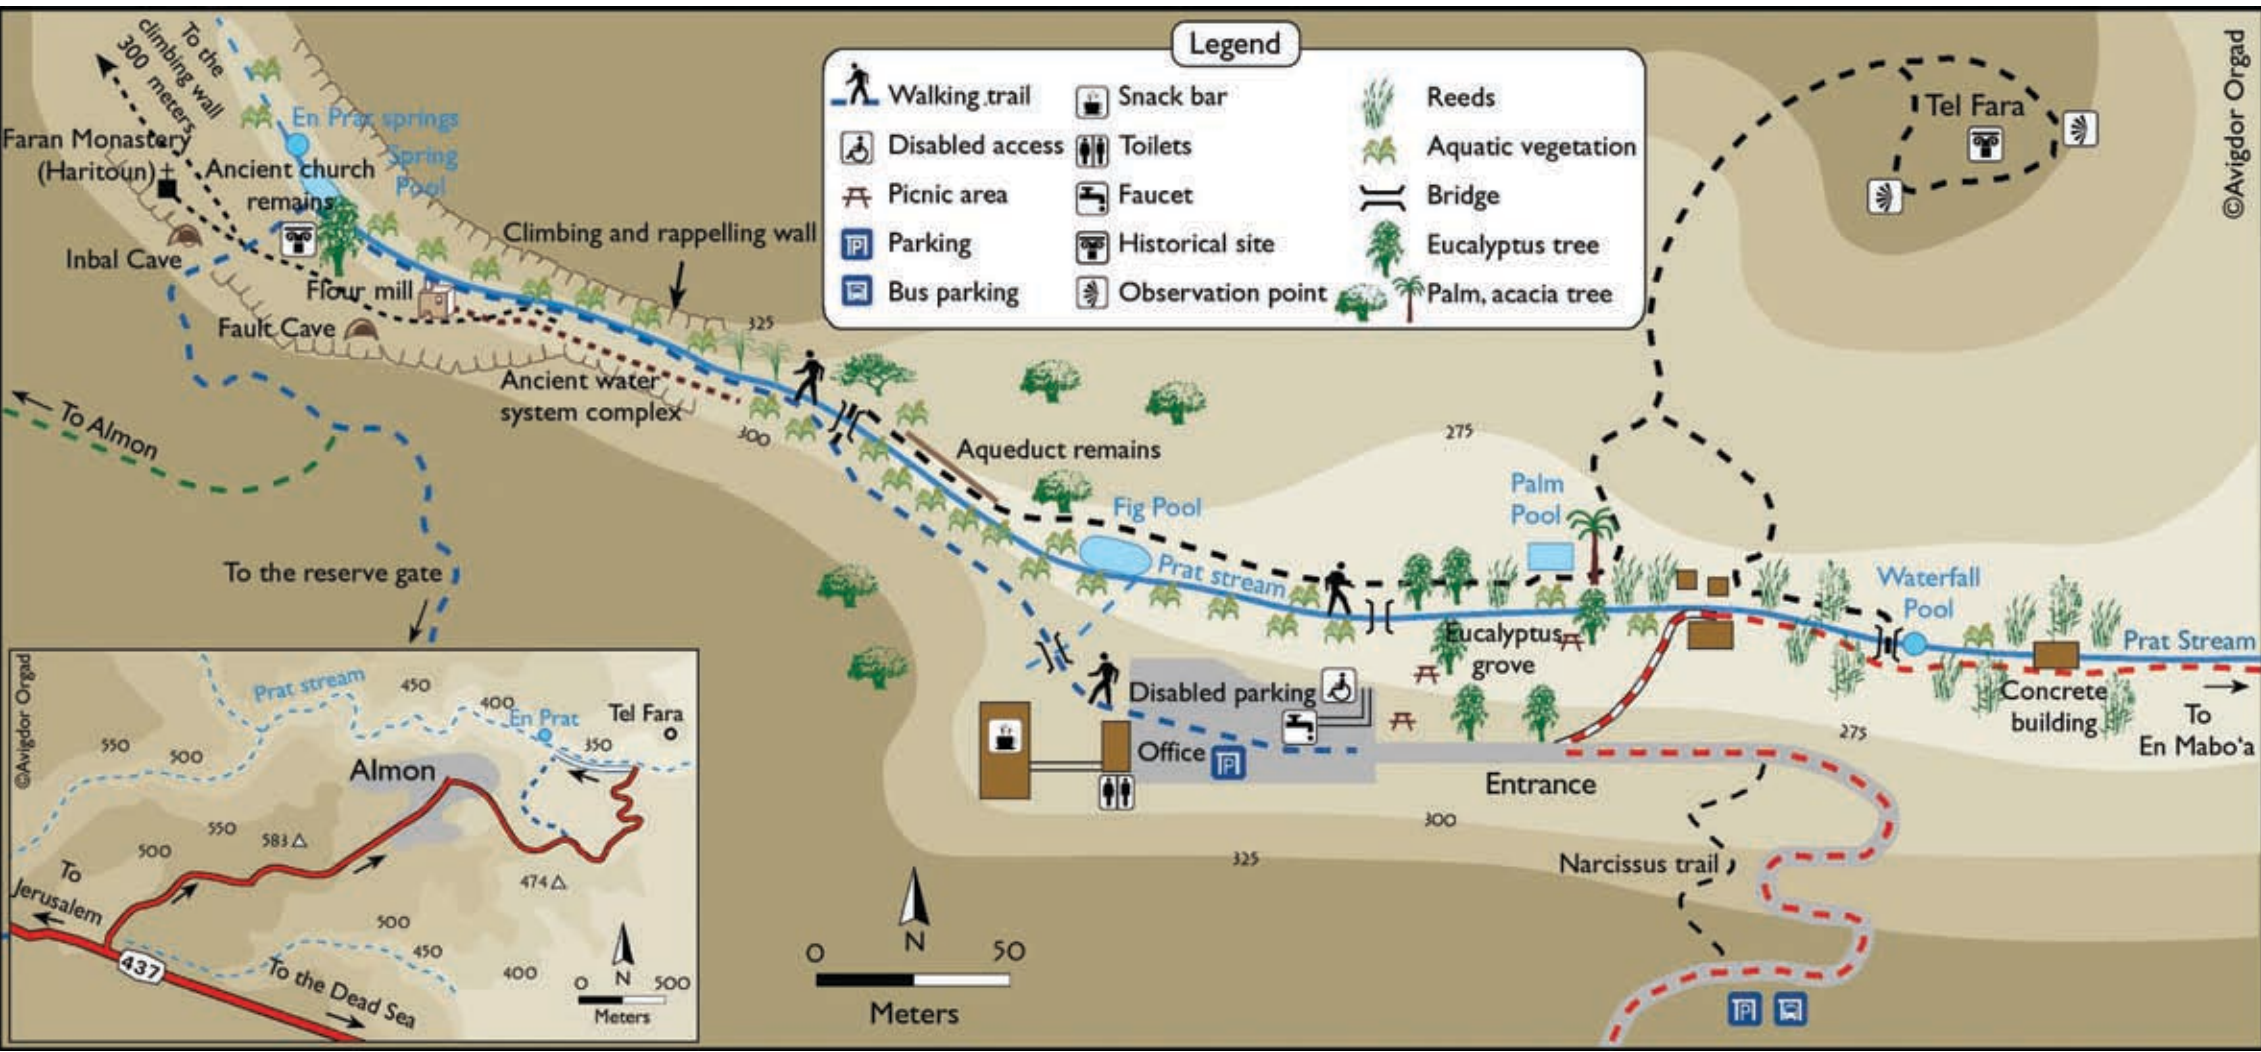 To the
climbing wall
300 meters
En Prat springs
Spring
Pool
Faran Monastery
(Haritoun)
Ancient church
remains
Inbal Cave
Flour mill
Fault Cave
Climbing and rappelling wall
325
Ancient water
system complex
300
To Almon
To the reserve gate
Legend
Walking trail
Disabled access
Picnic area
Parking
Bus parking
Snack bar
Toilets
Faucet
Historical site
Observation point
Reeds
Aquatic vegetation
Bridge
Eucalyptus tree
Palm, acacia tree
Tel Fara
©Avigdor Orgad
Aqueduct remains
275
Fig Pool
Prat stream
Palm
Pool
Waterfall
Pool
Prat Stream
Eucalyptus
grove
Concrete
building
To
En Mabo'a
275
Disabled parking
Office
P
Entrance
300
325
Narcissus trail
P
N
0 50
Meters
©Avigdor Orgad
Prat stream
450
400
En Prat
Tel Fara
350
550
500
Almon
550
583
500
474
To
Jerusalem
437
500
450
400
To the Dead Sea
N
0 500
Meters